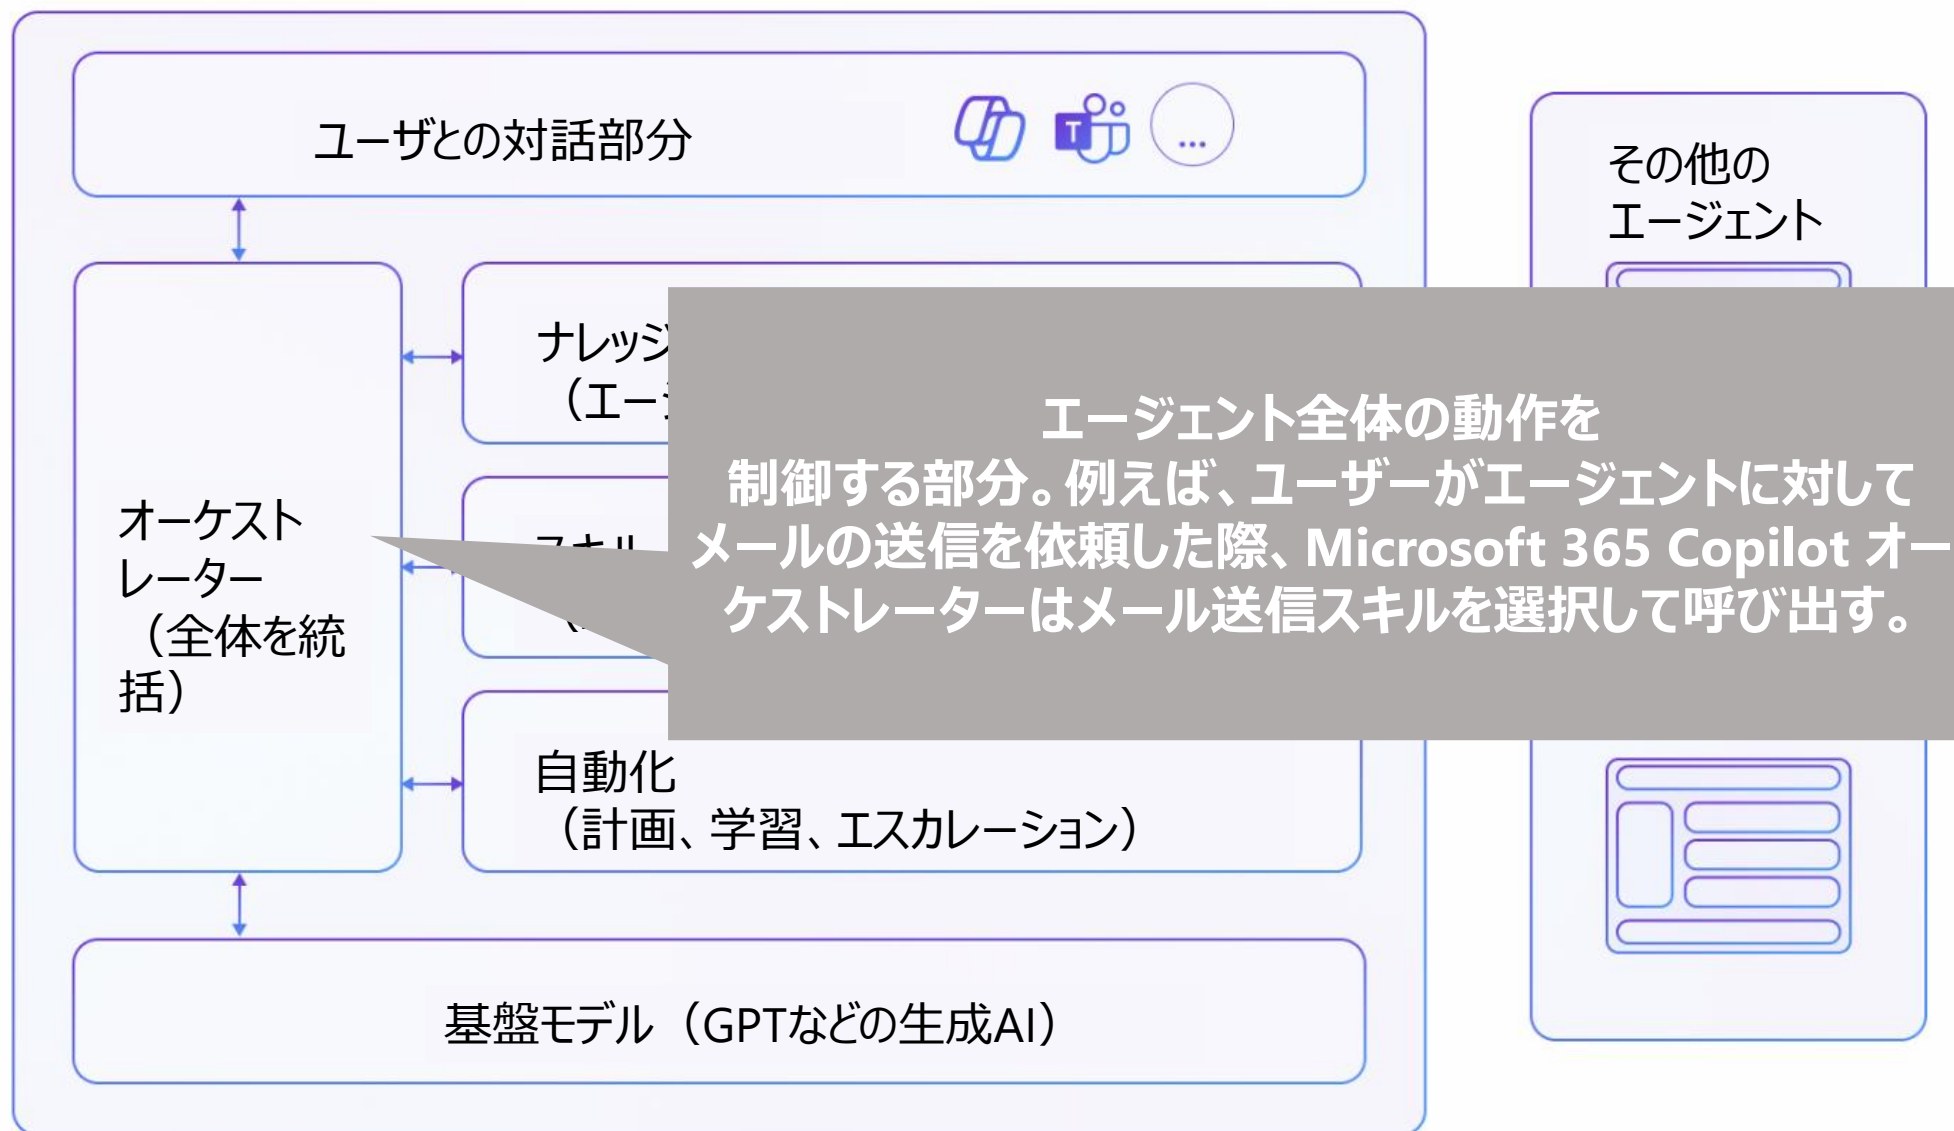 ユーザとの対話部分
T
...
その他の
エージェント
ナレッジ
（エー
オーケスト
レーター
（全体を統
括）
エージェント全体の動作を
制御する部分。例えば、ユーザーがエージェントに対して
メールの送信を依頼した際、Microsoft 365 Copilot オー
ケストレーターはメール送信スキルを選択して呼び出す。
自動化
（計画、学習、エスカレーション）
基盤モデル（GPTなどの生成AI）